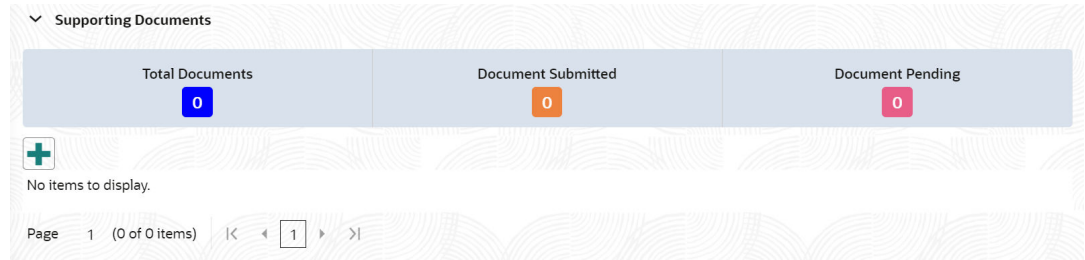 Supporting Documents
Total Documents Document Submitted Document Pending
0 0 0
No items to display.
Page 1 (0 of 0 items) 1